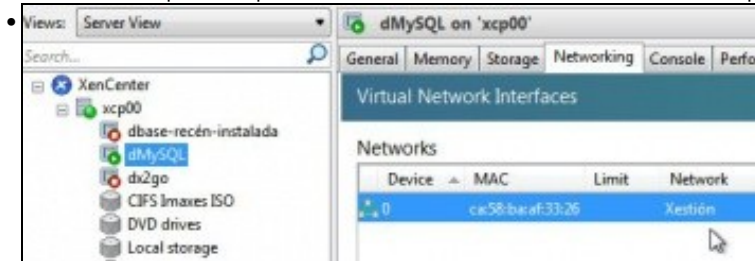 Views: Server View
Search...
XenCenter
xcp00
dbase-recén-instalada
dMySQL
dx2go
CIFS Imaxes ISO
DVD drives
Local storage
dMySQL on 'xcp00'
General Memory Storage Networking Console Perfo
Virtual Network Interfaces
Networks
Device MAC Limit Network
0 ca:58:ba:af:33:26 Xestión